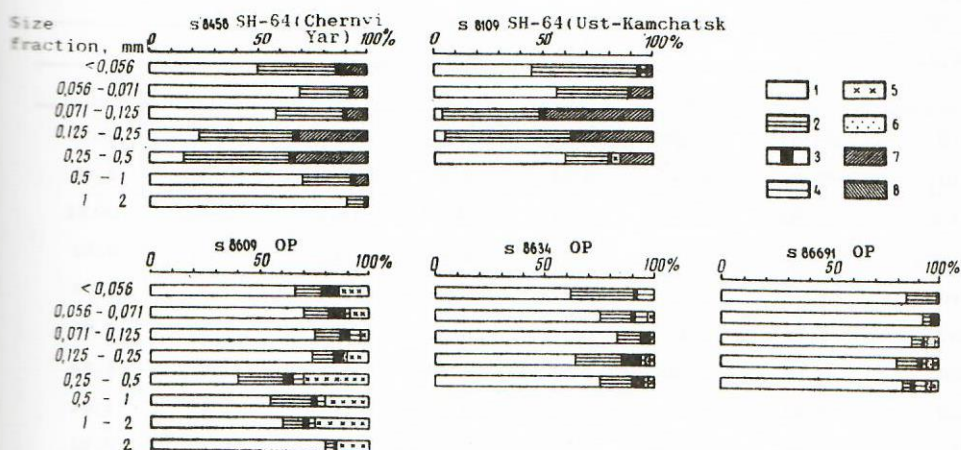 Size
fraction, mm
s 8458 SH-64(Chernvi
Yar)
0 50 100%
s 8109 SH-64(Ust-Kamchatsk
0 50 100%
<0,056
0,056-0,071
0,071-0,125
0,125-0,25
0,25-0,5
0,5-1
1 2
1 5
2 6
3 7
4 8
s 8609 OP
0 50 100%
s 8634 OP
0 50 100%
s 86691 OP
0 50 100%
<0,056
0,056-0,071
0,071-0,125
0,125-0,25
0,25-0,5
0,5-1
1-2
2